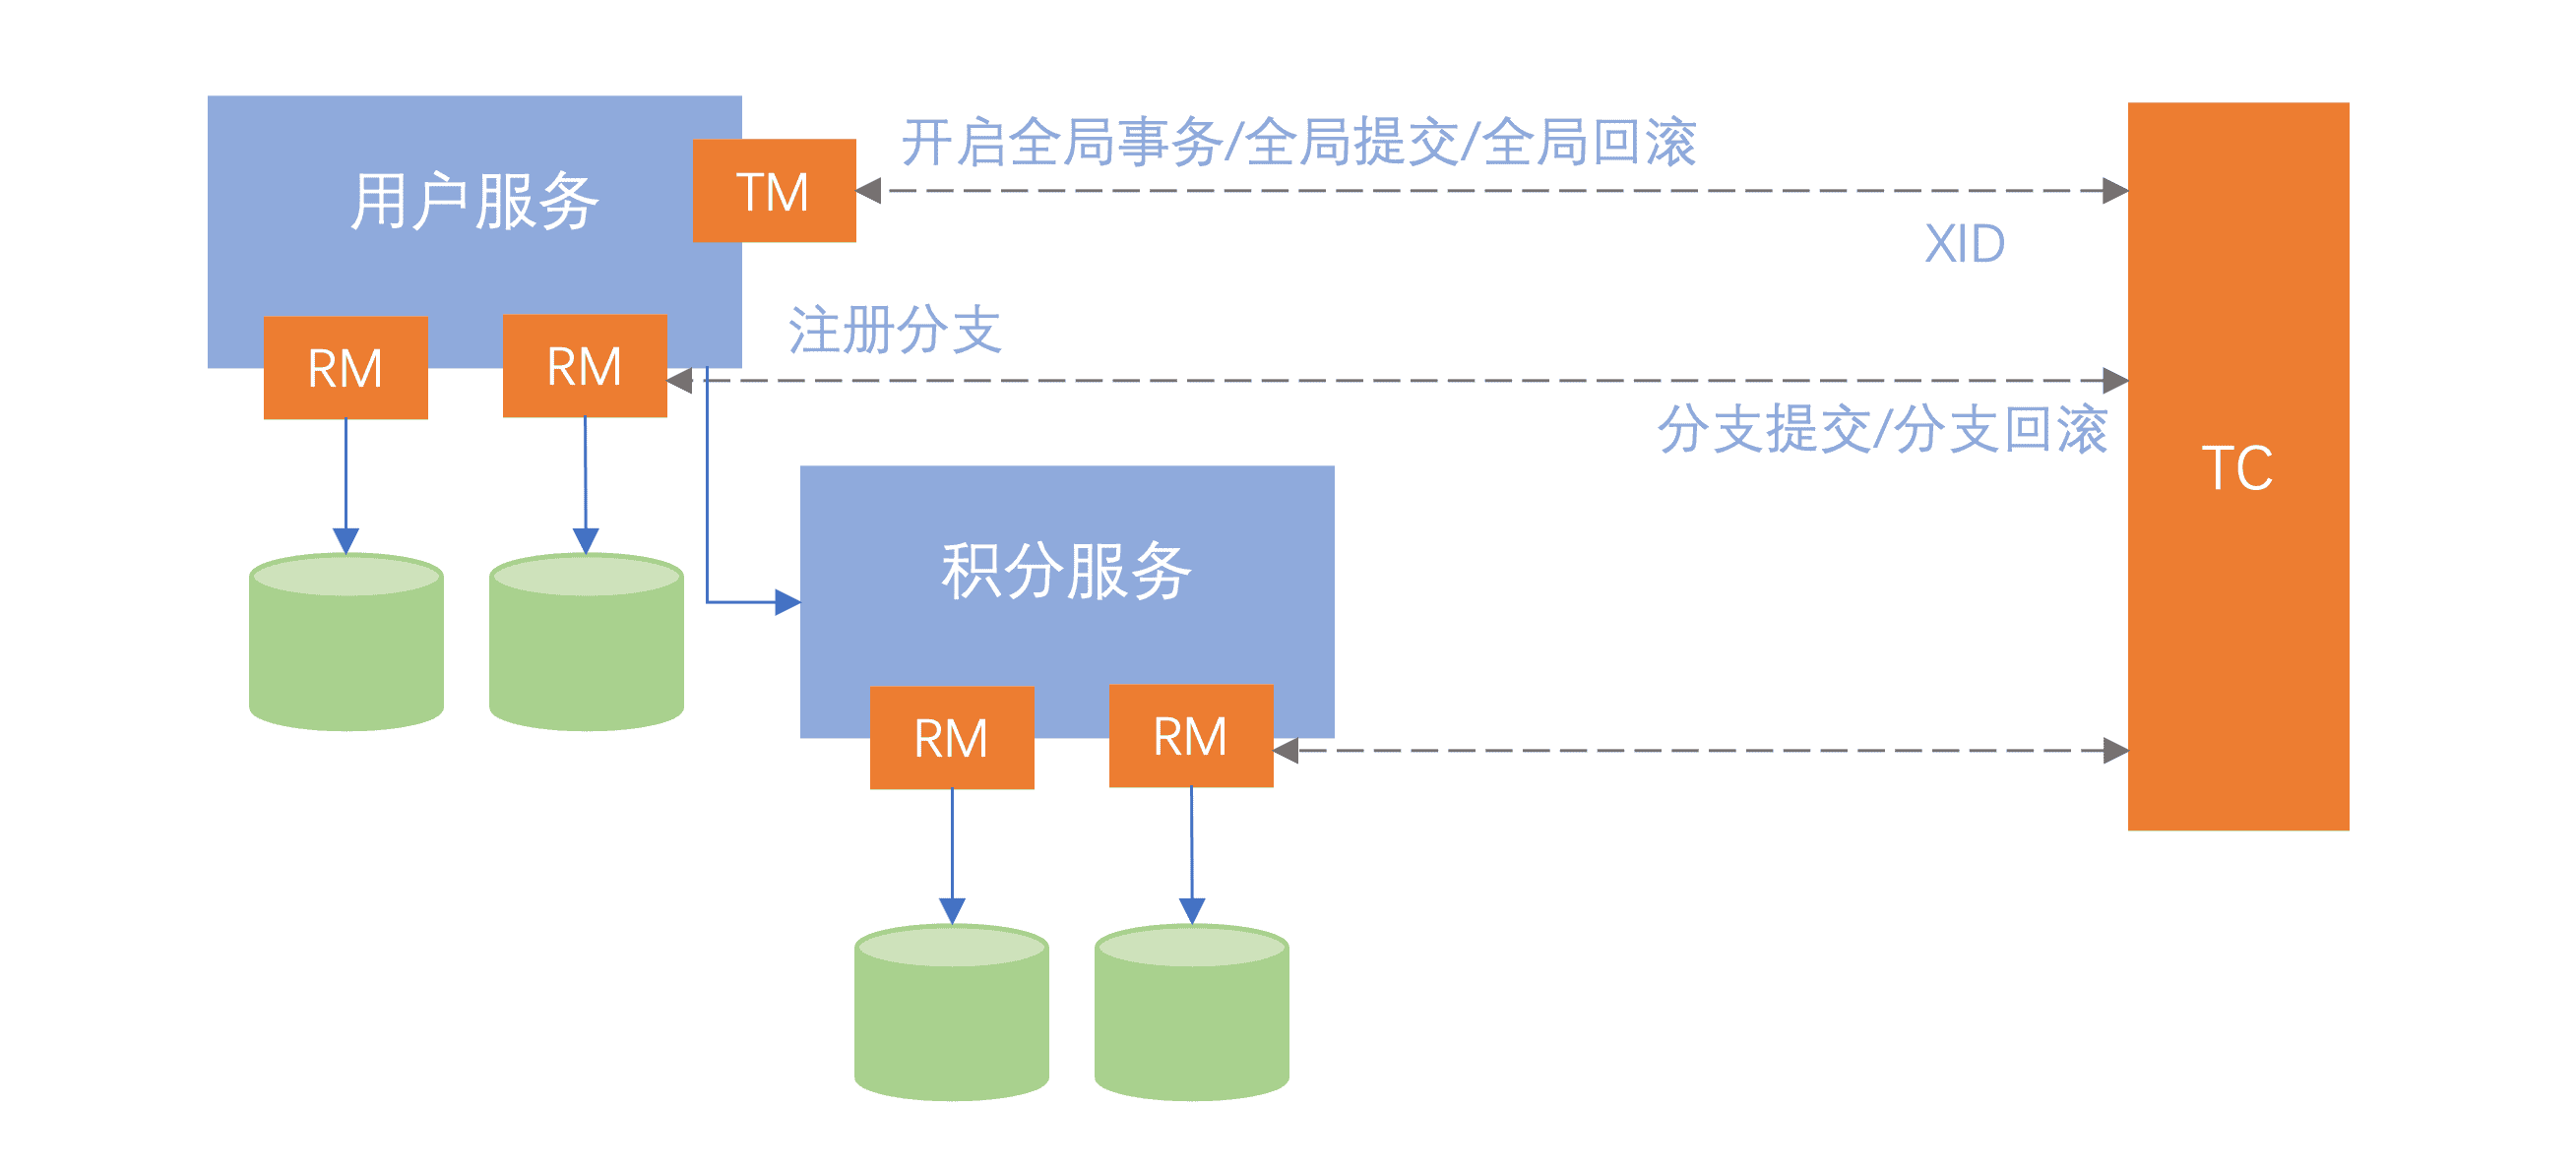 开启全局事务/全局提交/全局回滚
用户服务
TM
XID
注册分支
RM
RM
分支提交/分支回滚
TC
积分服务
RM
RM